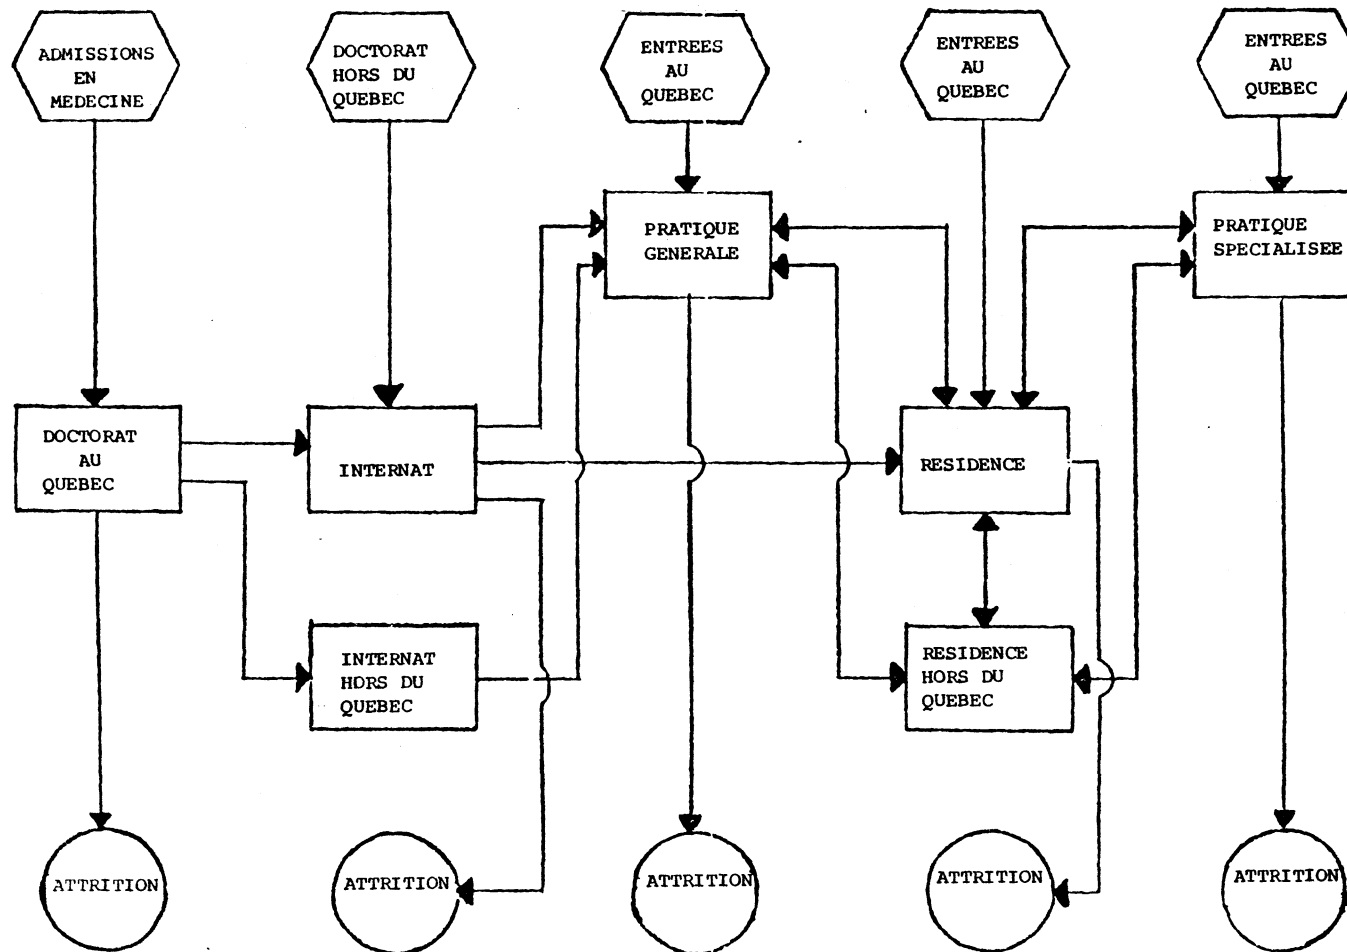 ADMISSIONS
EN
MEDECINE
DOCTORAT
HORS DU
QUEBEC
ENTREES
AU
QUEBEC
ENTREES
AU
QUEBEC
ENTREES
AU
QUEBEC
PRATIQUE
GENERALE
PRATIQUE
SPECIALISEE
DOCTORAT
AU
QUEBEC
INTERNAT
RESIDENCE
INTERNAT
HORS DU
QUEBEC
RESIDENCE
HORS DU
QUEBEC
ATTRITION
ATTRITION
ATTRITION
ATTRITION
ATTRITION